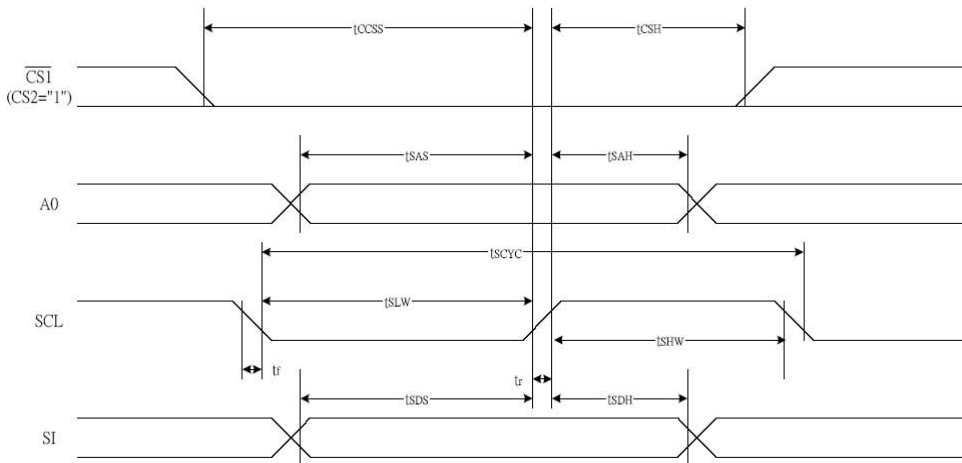 tCCSS
tCSH
CS1
(CS2="1")
tSAS
tSAH
A0
tSCYC
tSLW
SCL
tSHW
tf
tr
tSDS
tSDH
SI